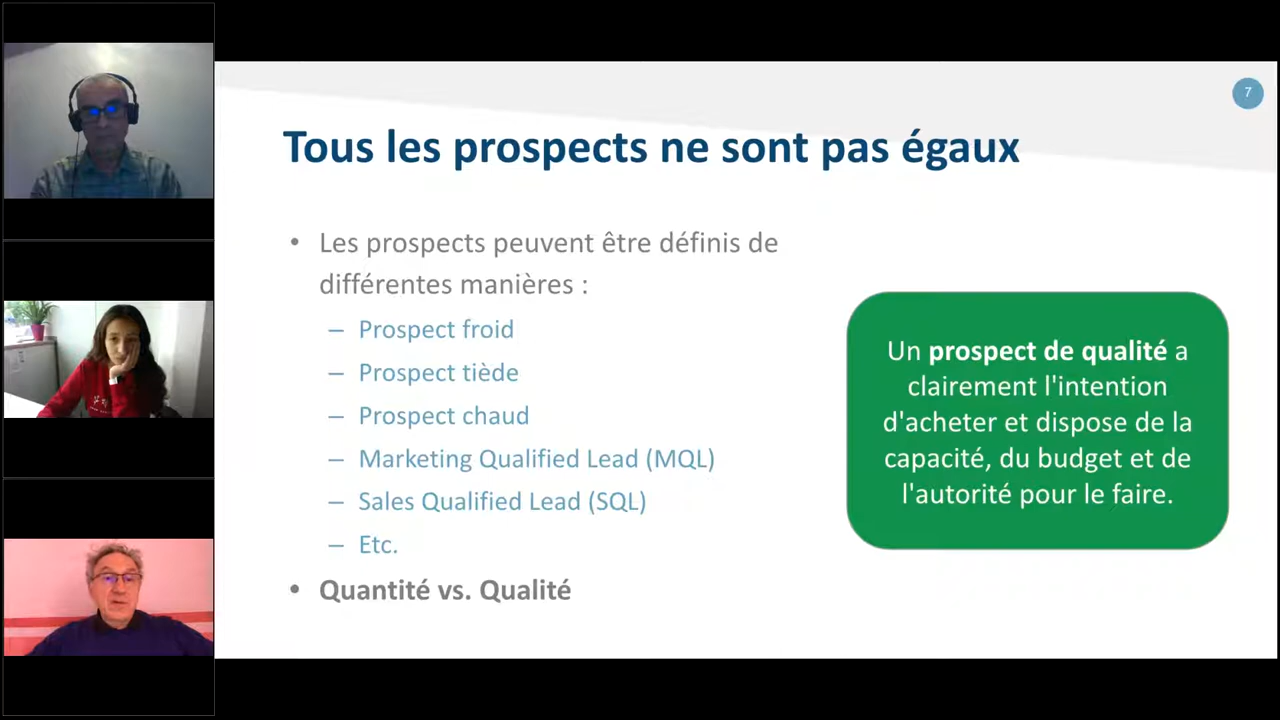 7
Tous les prospects ne sont pas égaux
• Les prospects peuvent être définis de
différentes manières :
– Prospect froid
– Prospect tiède
– Prospect chaud
– Marketing Qualified Lead (MQL)
– Sales Qualified Lead (SQL)
– Etc.
• Quantité vs. Qualité
Un prospect de qualité a
clairement l'intention
d'acheter et dispose de la
capacité, du budget et de
l'autorité pour le faire.